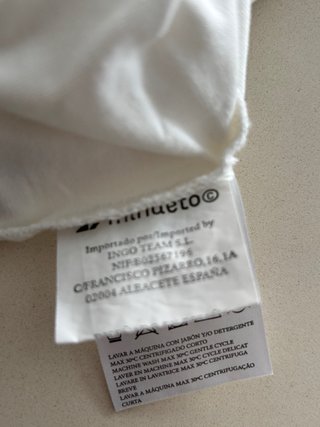 minueto©
Importado por/Imported by
INGO TEAM S.L.
NIF:B02567196
C/FRANCISCO PIZARRO,16,1A
02004 ALBACETE ESPAÑA
LAVAR A MÁQUINA CON JABÓN Y/O DETERGENTE
MAX 30ºC CENTRIFUGADO CORTO
MACHINE WASH MAX 30ºC GENTLE CYCLE
LAVER EN MACHINE MAX 30ºC CYCLE DELICAT
LAVARE IN LAVATRICE MAX 30ºC CENTRIFUGA
BREVE
LAVAR A MÁQUINA MAX 30ºC CENTRIFUGAÇÃO
CURTA